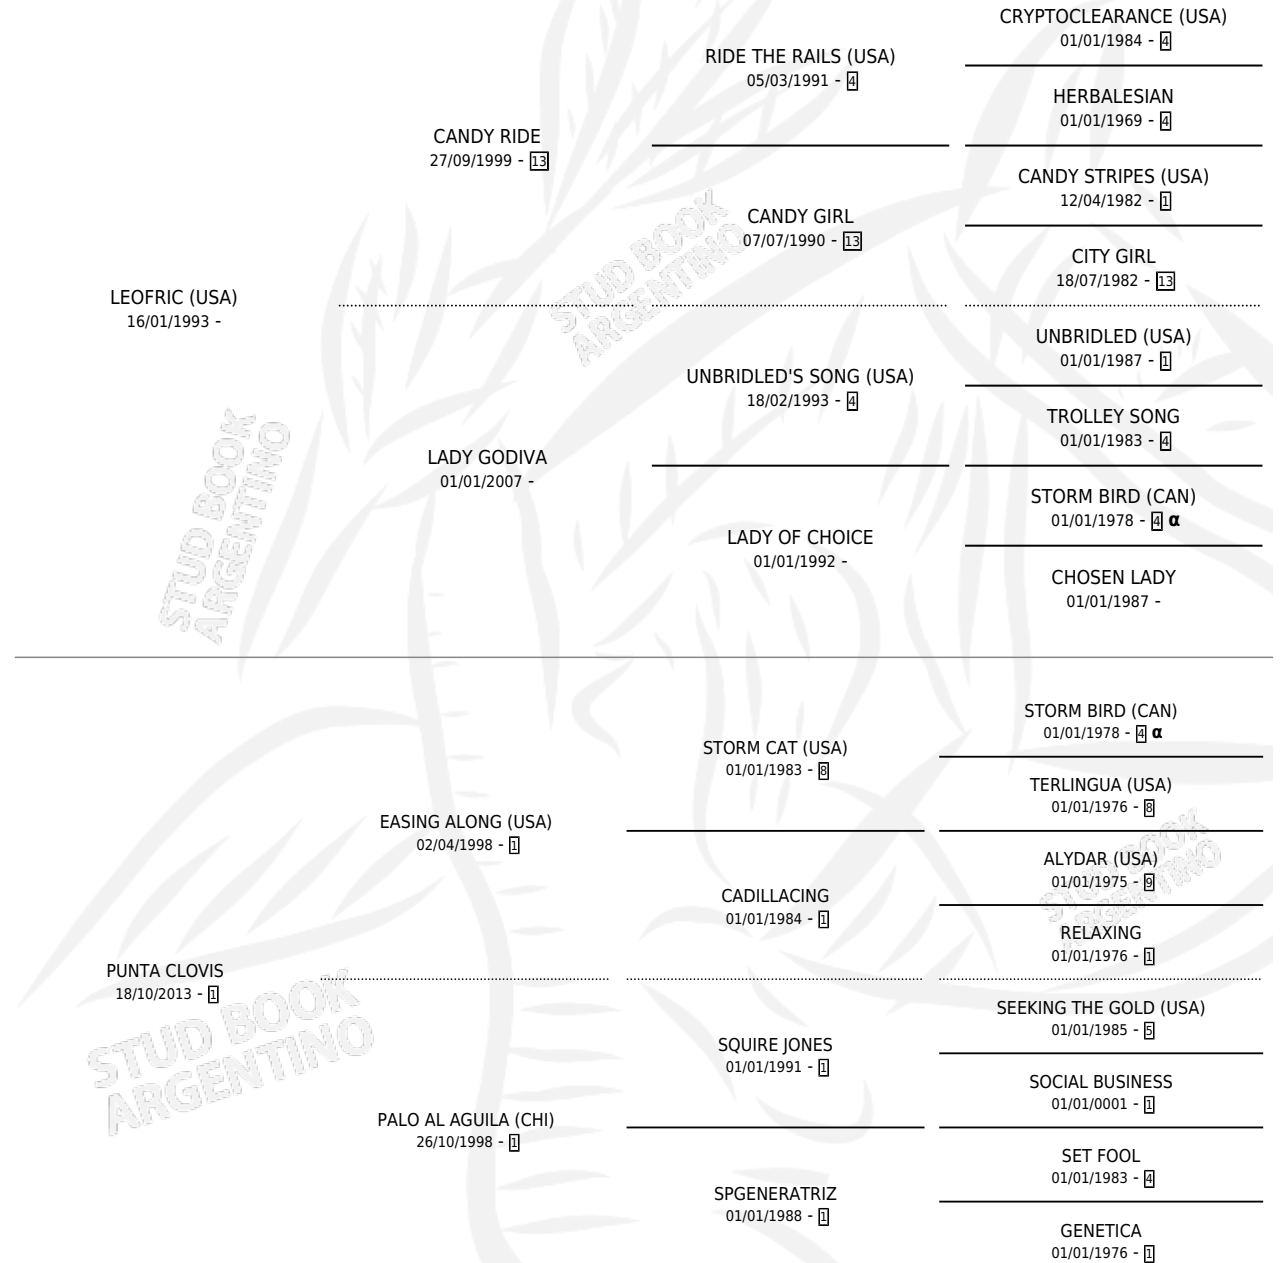 CRYPTOCLEARANCE (USA)
01/01/1984 - 4
RIDE THE RAILS (USA)
05/03/1991 - 4
HERBALESIAN
01/01/1969 - 4
CANDY RIDE
27/09/1999 - 13
CANDY STRIPES (USA)
12/04/1982 - 1
CANDY GIRL
07/07/1990 - 13
CITY GIRL
18/07/1982 - 13
LEOFRIC (USA)
16/01/1993 -
UNBRIDLED (USA)
01/01/1987 - 1
UNBRIDLED'S SONG (USA)
18/02/1993 - 4
TROLLEY SONG
01/01/1983 - 4
LADY GODIVA
01/01/2007 -
STORM BIRD (CAN)
01/01/1978 - 4 α
LADY OF CHOICE
01/01/1992 -
CHOSEN LADY
01/01/1987 -
STORM BIRD (CAN)
01/01/1978 - 4 α
STORM CAT (USA)
01/01/1983 - 8
TERLINGUA (USA)
01/01/1976 - 8
EASING ALONG (USA)
02/04/1998 - 1
ALYDAR (USA)
01/01/1975 - 9
CADILLACING
01/01/1984 - 1
RELAXING
01/01/1976 - 1
PUNTA CLOVIS
18/10/2013 - 1
SEEKING THE GOLD (USA)
01/01/1985 - 5
SQUIRE JONES
01/01/1991 - 1
SOCIAL BUSINESS
01/01/0001 - 1
PALO AL AGUILA (CHI)
26/10/1998 - 1
SET FOOL
01/01/1983 - 4
SPGENERATRIZ
01/01/1988 - 1
GENETICA
01/01/1976 - 1
STUD BOOK
ARGENTINO
STUD BOOK
ARGENTINO
STUD BOOK
ARGENTINO
STUD BOOK
ARGENTINO